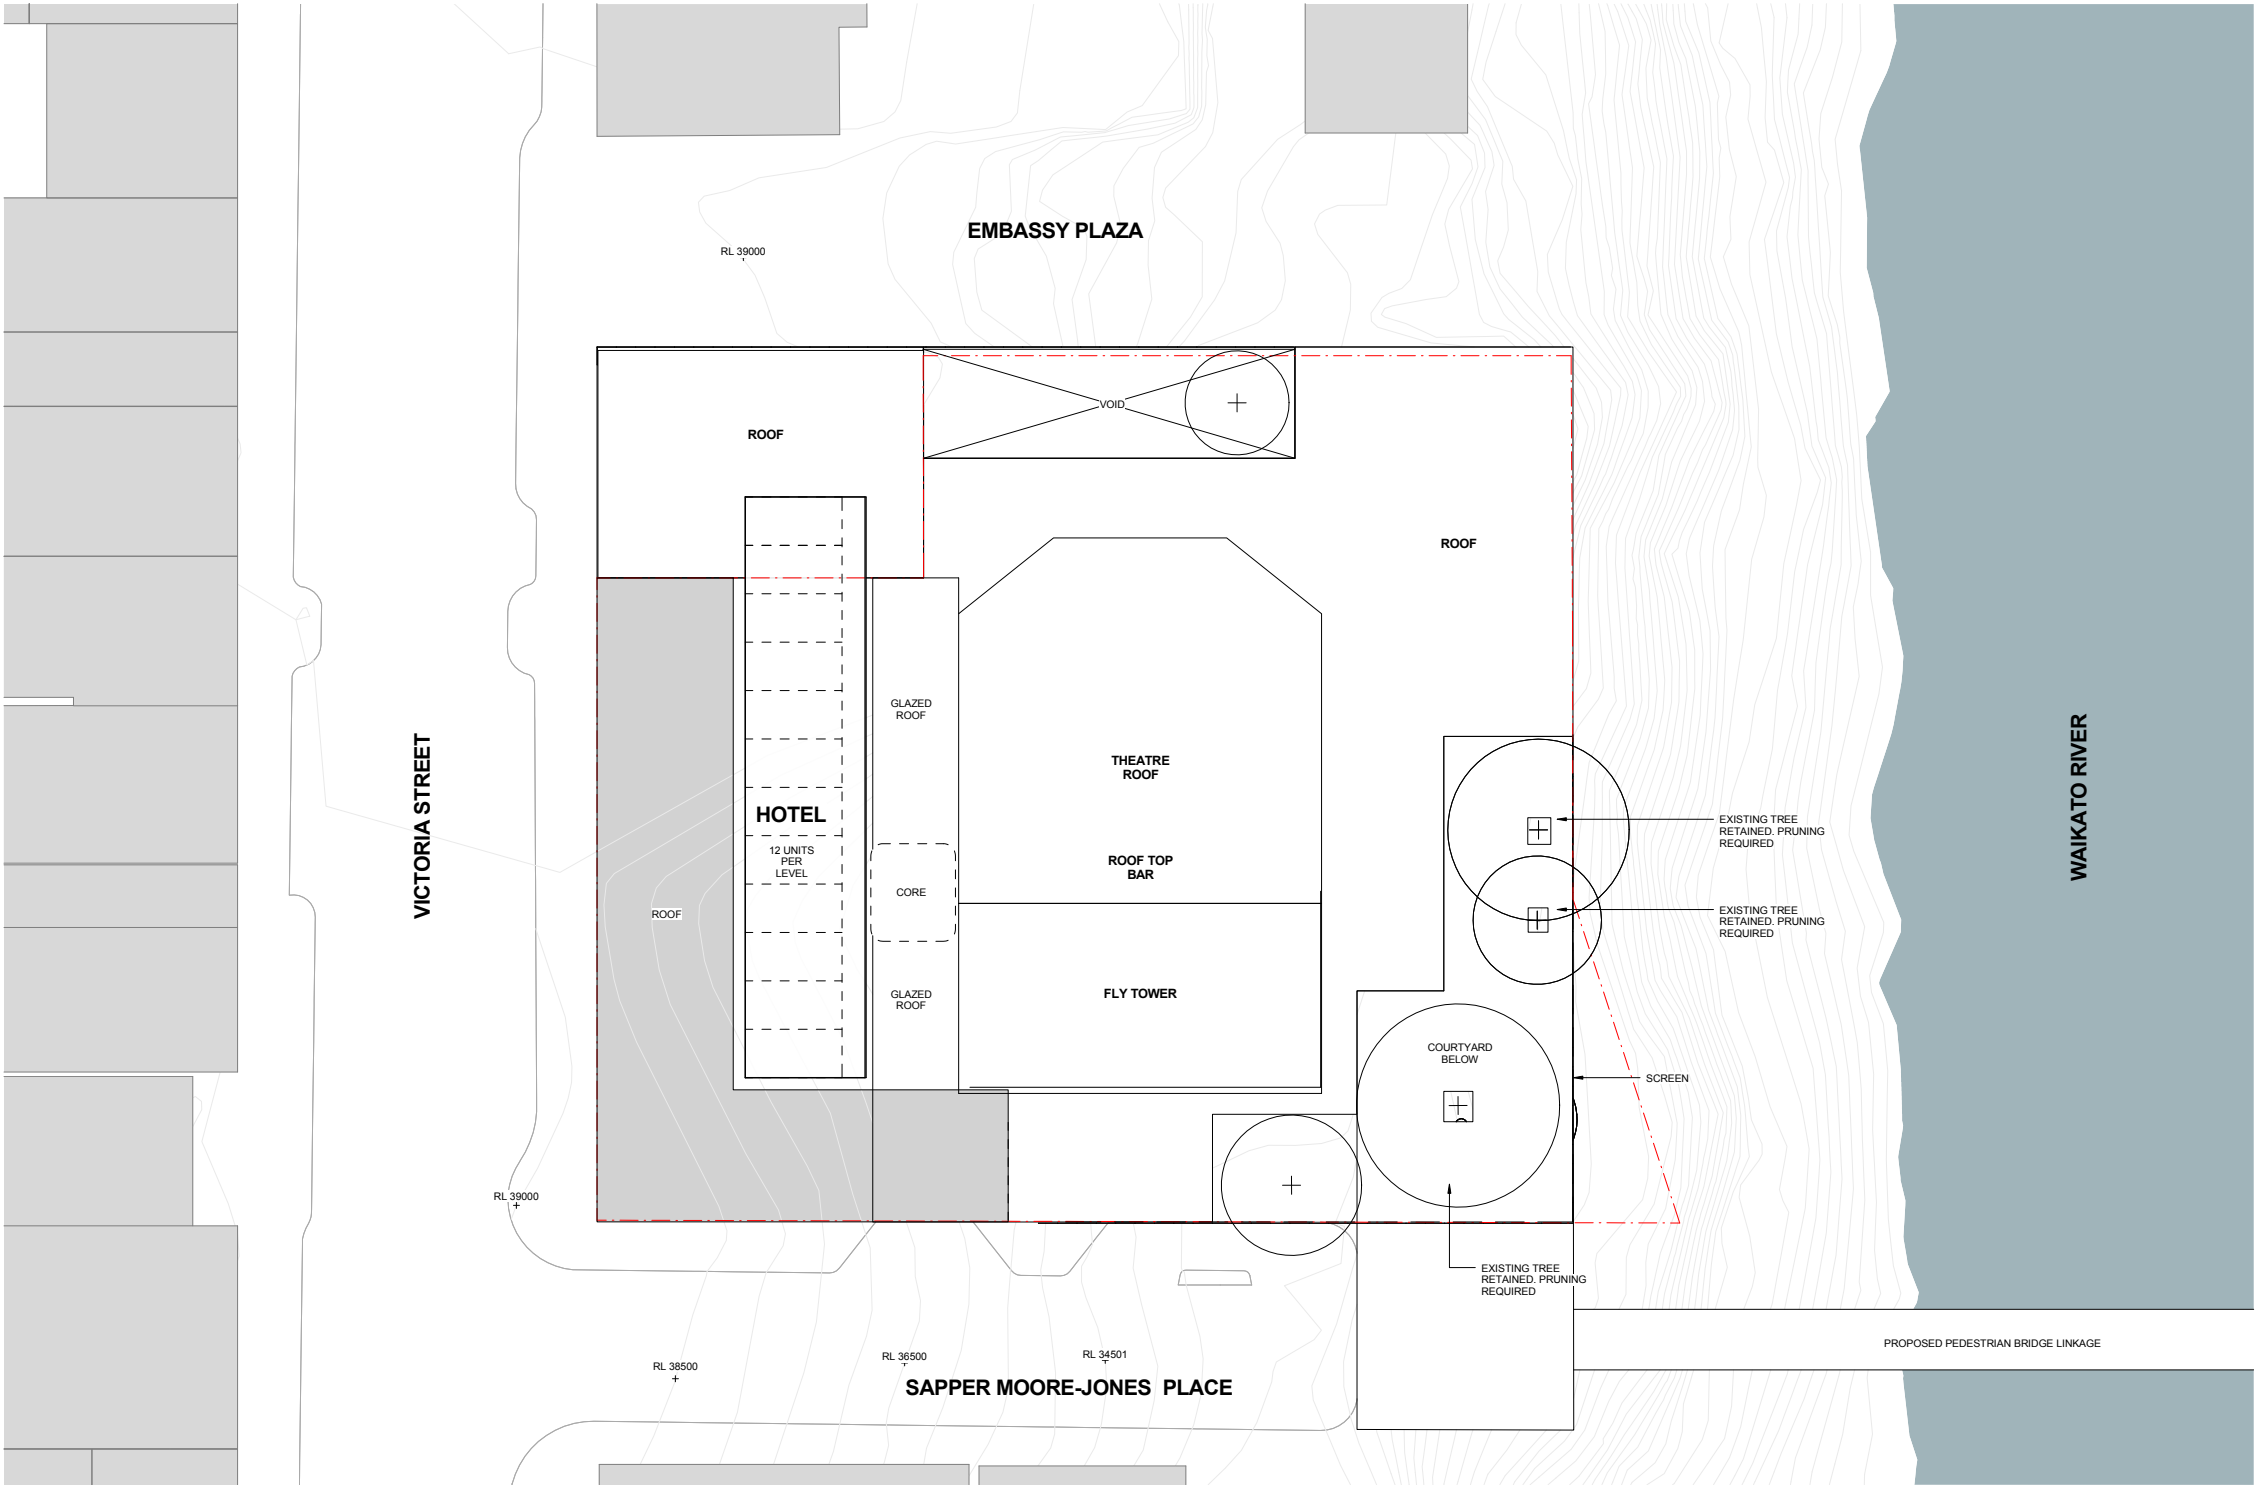 EMBASSY PLAZA
RL 39000
VOID
ROOF
ROOF
GLAZED
ROOF
VICTORIA STREET
WAIKATO RIVER
THEATRE
ROOF
HOTEL
12 UNITS
PER
LEVEL
EXISTING TREE
RETAINED. PRUNING
REQUIRED
ROOF TOP
BAR
CORE
ROOF
EXISTING TREE
RETAINED. PRUNING
REQUIRED
GLAZED
ROOF
FLY TOWER
COURTYARD
BELOW
SCREEN
RL 39000
EXISTING TREE
RETAINED. PRUNING
REQUIRED
PROPOSED PEDESTRIAN BRIDGE LINKAGE
RL 38500
RL 36500
RL 34501
SAPPER MOORE-JONES PLACE